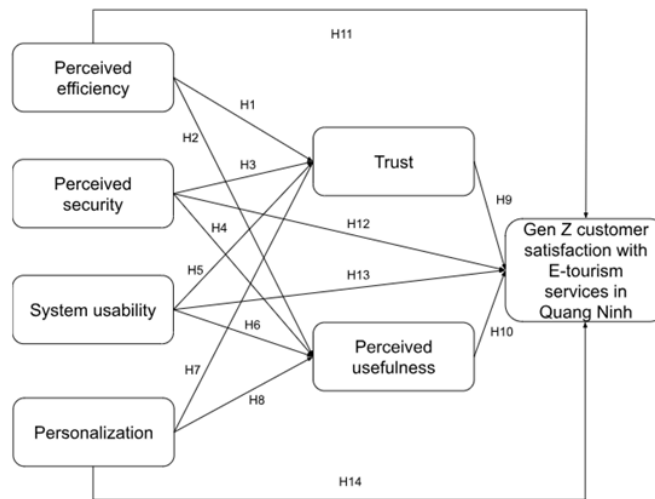 H11
Perceived
efficiency
H1
H2
Trust
Perceived
security
H3
H4
H12
H9
Gen Z customer
satisfaction with
E-tourism
services in
Quang Ninh
System usability
H5
H13
H6
H10
Perceived
usefulness
H7
H8
Personalization
H14